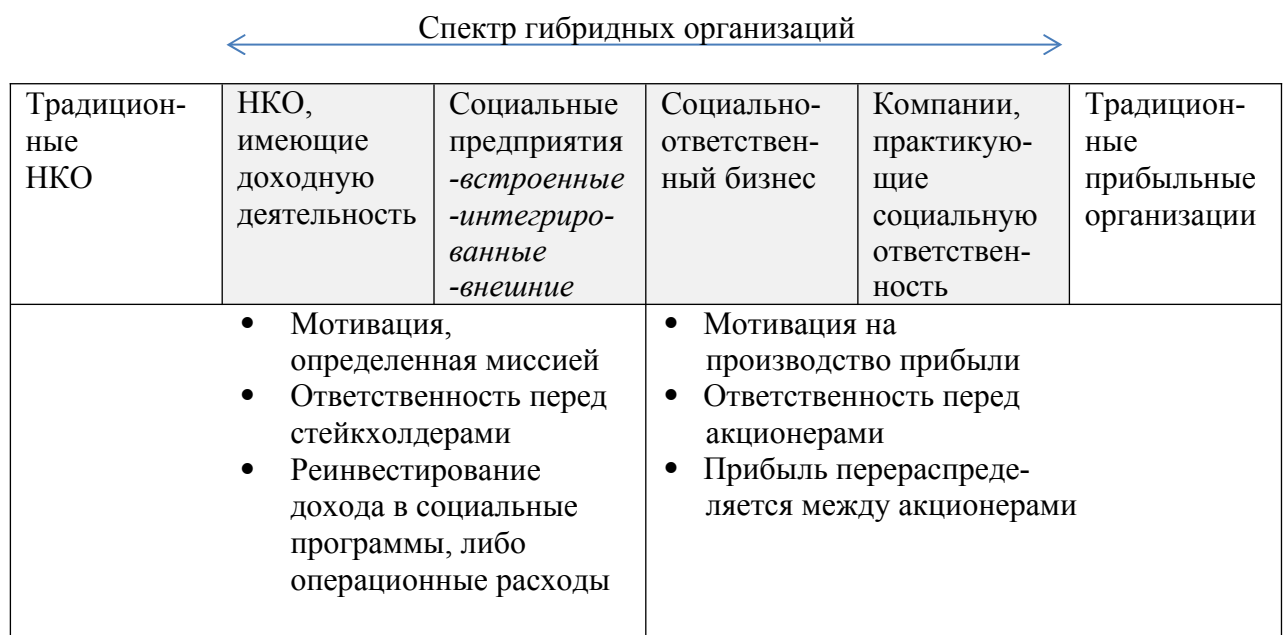 Спектр гибридных организаций
Традицион-
ные
НКО
НКО,
имеющие
доходную
деятельность
Социальные
предприятия
-встроенные
-интегриро-
ванные
-внешние
Социально-
ответствен-
ный бизнес
Компании,
практикую-
щие
социальную
ответствен-
ность
Традицион-
ные
прибыльные
организации
• Мотивация,
определенная миссией
• Ответственность перед
стейкхолдерами
• Реинвестирование
дохода в социальные
программы, либо
операционные расходы
• Мотивация на
производство прибыли
• Ответственность перед
акционерами
• Прибыль перераспреде-
ляется между акционерами